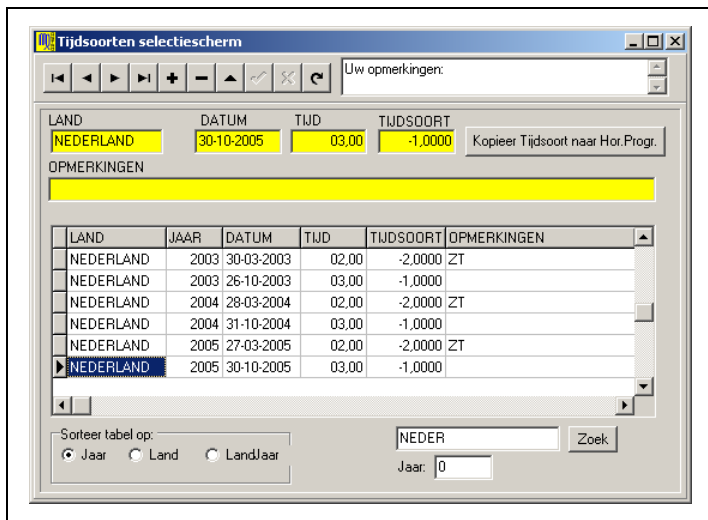 Tijdsoorten selectiescherm
Uw opmerkingen:
LAND DATUM TIJD TIJDSOORT
NEDERLAND 30-10-2005 03,00 -1,0000 Kopieer Tijdsoort naar Hor.Progr.
OPMERKINGEN
LAND JAAR DATUM TIJD TIJDSOORT OPMERKINGEN
NEDERLAND 2003 30-03-2003 02,00 -2,0000 ZT
NEDERLAND 2003 26-10-2003 03,00 -1,0000
NEDERLAND 2004 28-03-2004 02,00 -2,0000 ZT
NEDERLAND 2004 31-10-2004 03,00 -1,0000
NEDERLAND 2005 27-03-2005 02,00 -2,0000 ZT
NEDERLAND 2005 30-10-2005 03,00 -1,0000
Sorteer tabel op:
Jaar Land LandJaar
NEDER Zoek
Jaar: 0